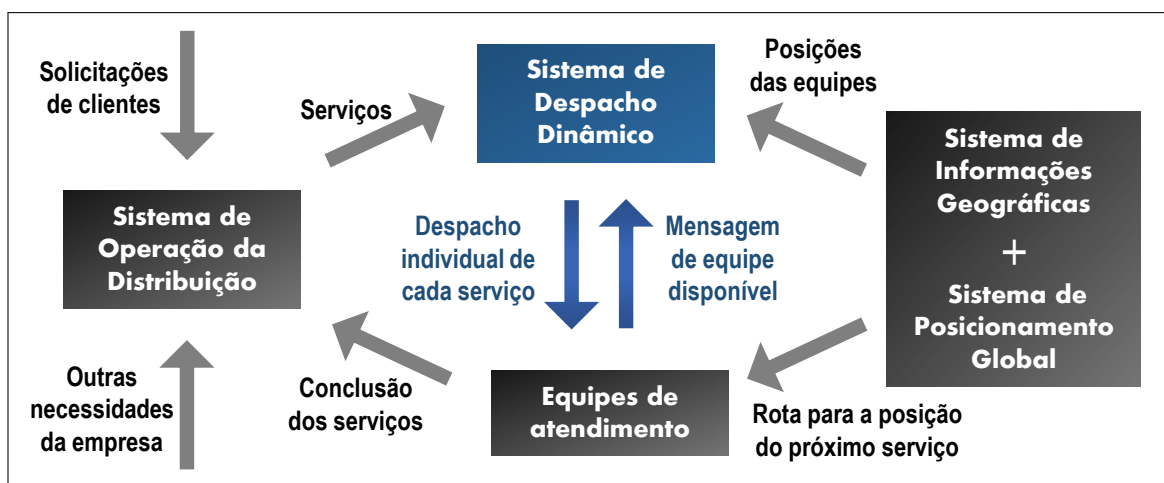 Solicitações
de clientes
Serviços
Sistema de
Despacho
Dinâmico
Posições
das equipes
Sistema de
Operação da
Distribuição
Despacho
individual de
cada serviço
Mensagem
de equipe
disponível
Sistema de
Informações
Geográficas
+
Sistema de
Posicionamento
Global
Outras
necessidades
da empresa
Conclusão
dos serviços
Equipes de
atendimento
Rota para a posição
do próximo serviço